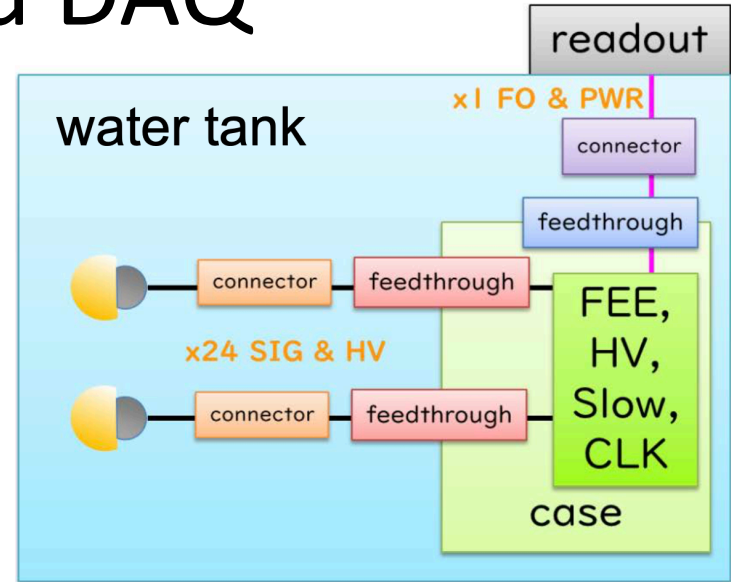 DAQ
readout
water tank
x1 FO & PWR
connector
feedthrough
connector
feedthrough
FEE,
HV,
Slow,
CLK
x24 SIG & HV
connector
feedthrough
case